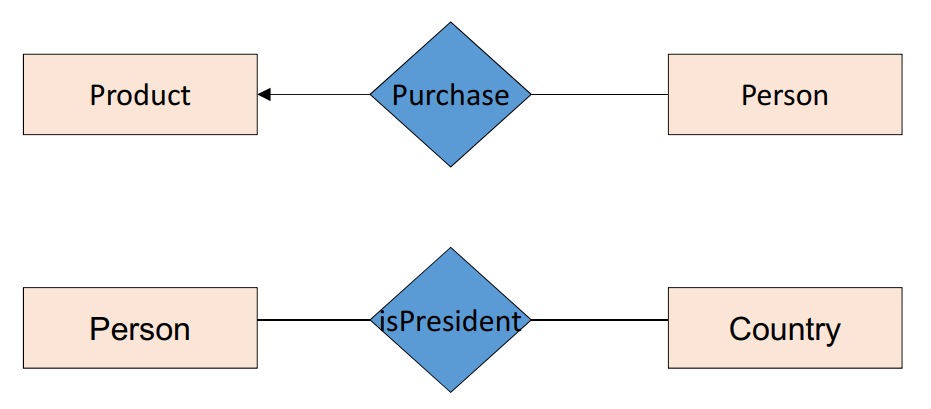 Product Purchase Person
Person isPresident Country